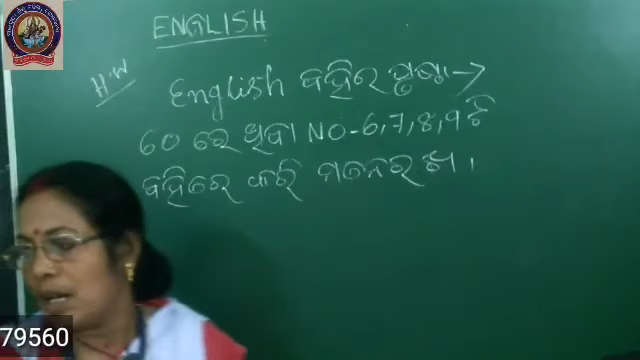 ENGLISH
H.W
English ବହିର ପୃଷ୍ଠା →
60 ରେ ଥିବା NO-6,7,8,9 ଟି
ବହିରେ କରି ମନେରଖ ।
79560